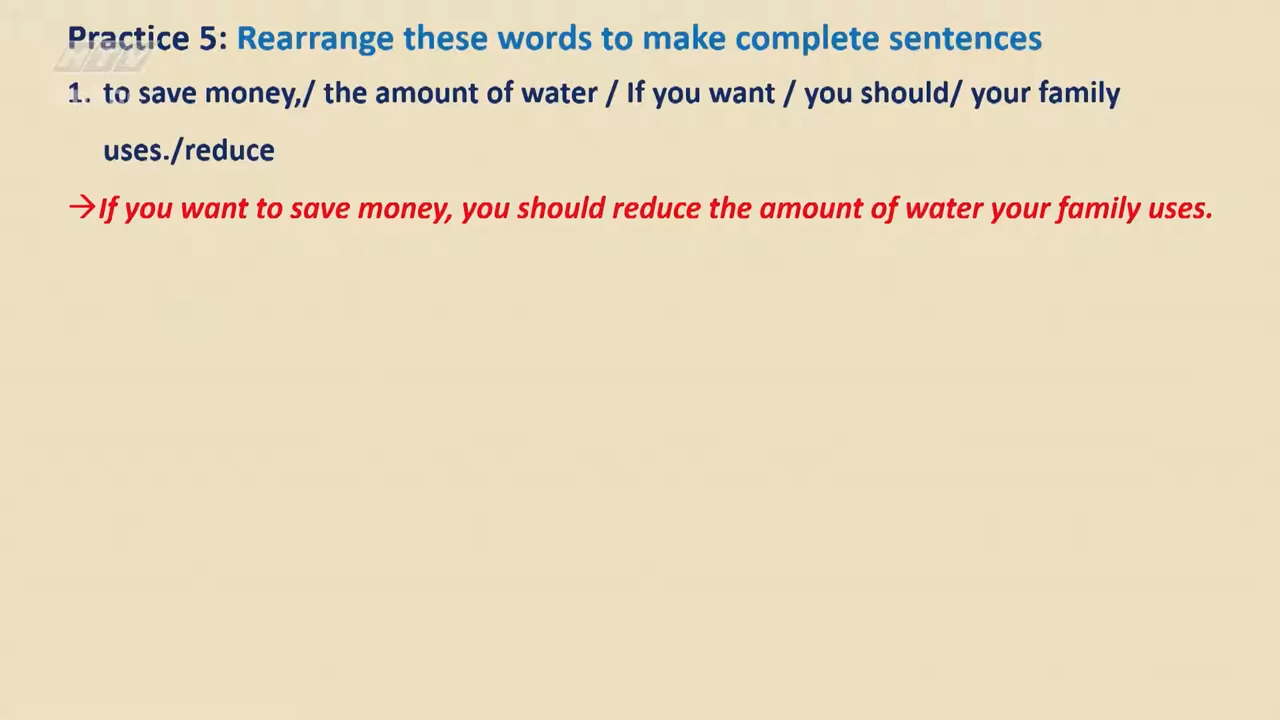 Practice 5: Rearrange these words to make complete sentences
HTV
1. to save money,/ the amount of water / If you want / you should/ your family
uses./reduce
→If you want to save money, you should reduce the amount of water your family uses.